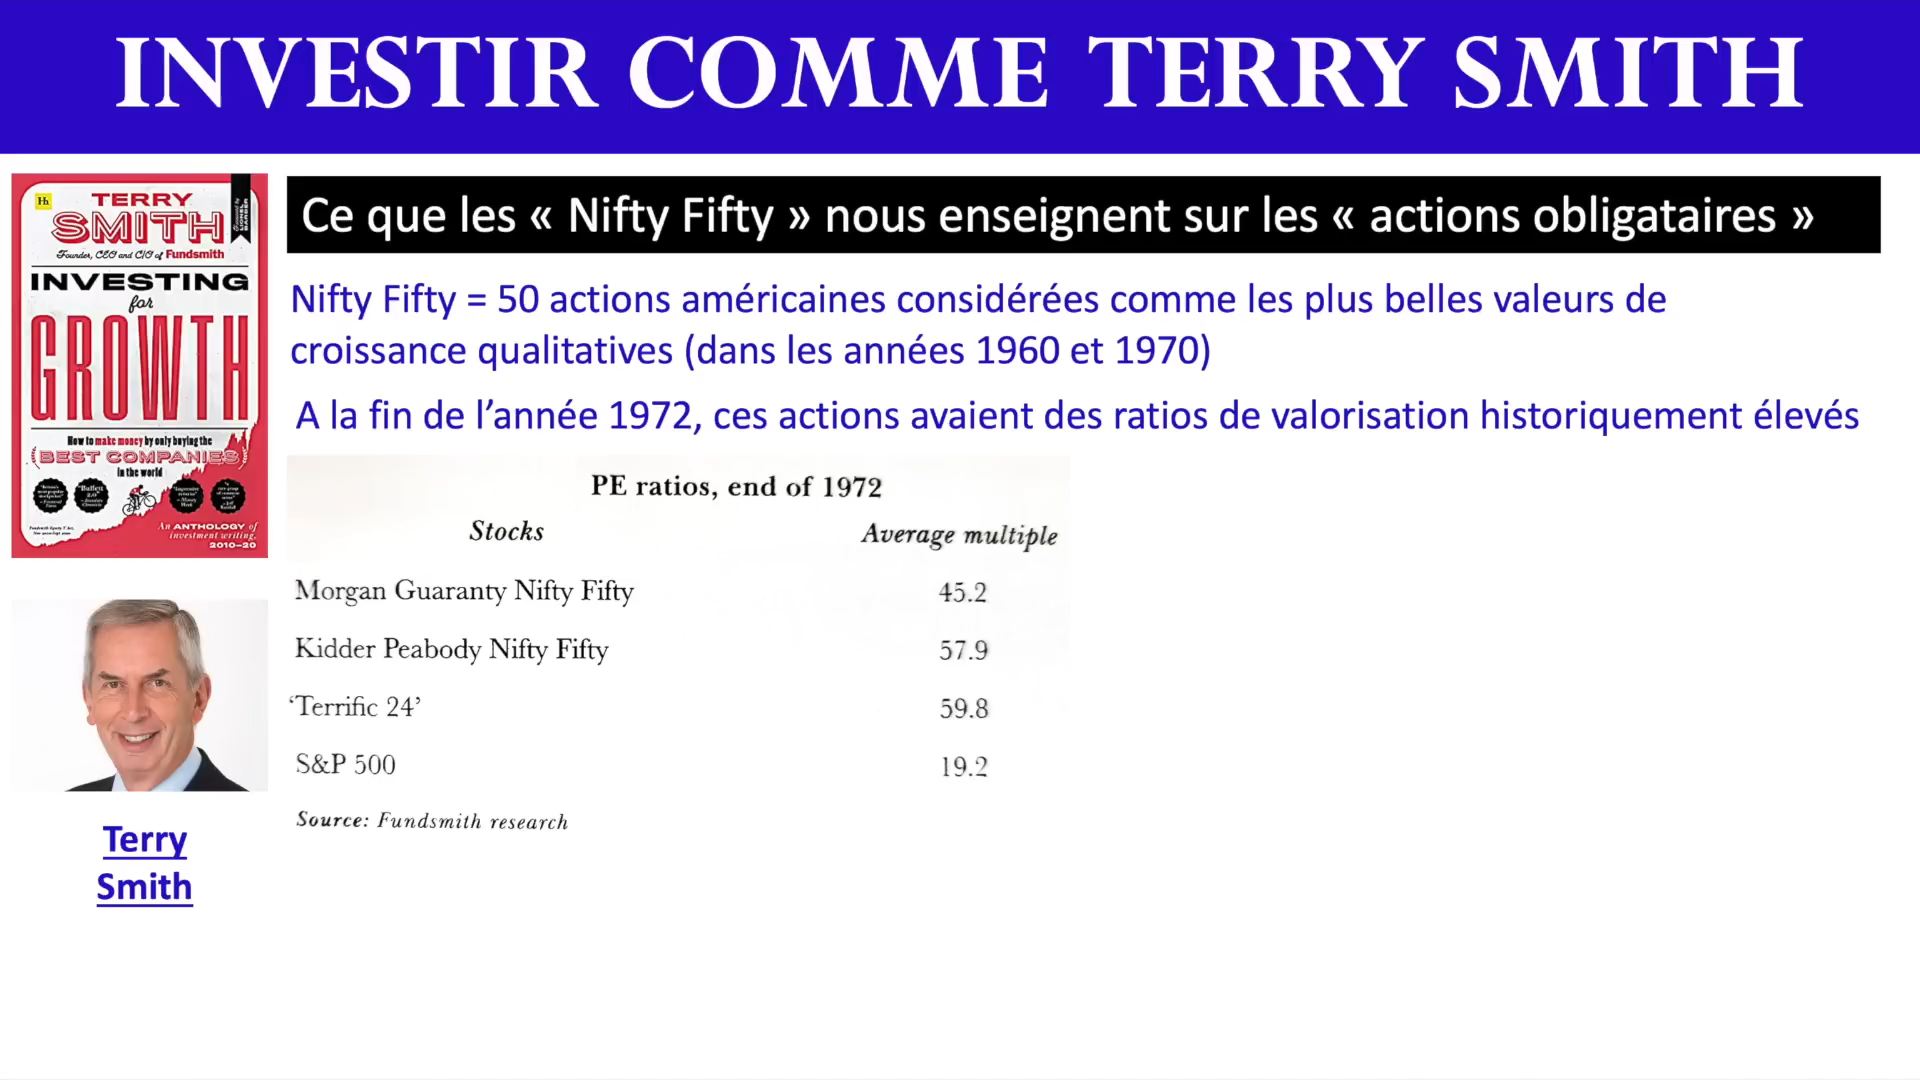 INVESTIR COMME TERRY SMITH
Hh
TERRY
SMITH
Founder, CEO and CIO of Fundsmith
INVESTING
for
GROWTH
How to make money by only buying the
(BEST COMPANIES)
in the world
An ANTHOLOGY of
investment writing,
2010–20
Terry
Smith
Ce que les « Nifty Fifty » nous enseignent sur les « actions obligataires »
Nifty Fifty = 50 actions américaines considérées comme les plus belles valeurs de
croissance qualitatives (dans les années 1960 et 1970)
A la fin de l’année 1972, ces actions avaient des ratios de valorisation historiquement élevés
PE ratios, end of 1972
Stocks Average multiple
Morgan Guaranty Nifty Fifty 45.2
Kidder Peabody Nifty Fifty 57.9
‘Terrific 24’ 59.8
S&P 500 19.2
Source: Fundsmith research